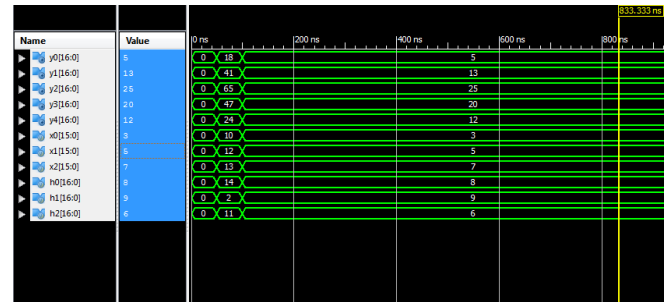 833.333 ns
Name Value 0 ns 200 ns 400 ns 600 ns 800 ns
y0[16:0] 5 0 18 5
y1[16:0] 13 0 41 13
y2[16:0] 25 0 65 25
y3[16:0] 20 0 47 20
y4[16:0] 12 0 24 12
x0[15:0] 3 0 10 3
x1[15:0] 5 0 12 5
x2[15:0] 7 0 13 7
h0[16:0] 8 0 14 8
h1[16:0] 9 0 2 9
h2[16:0] 6 0 11 6